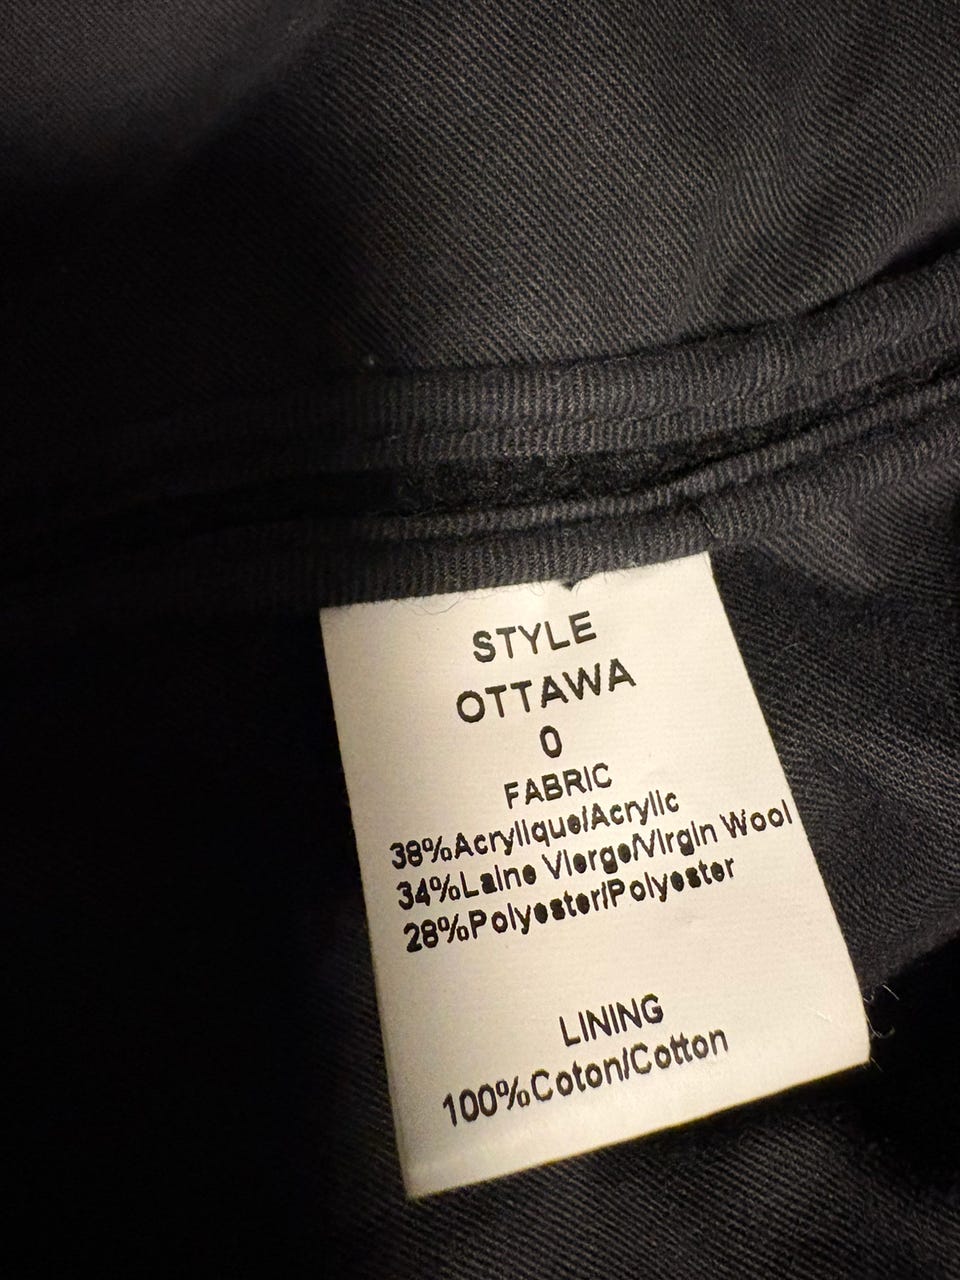 STYLE
OTTAWA
0
FABRIC
38%Acrylique/Acrylic
34%Laine Vierge/Virgin Wool
28%Polyester/Polyester
LINING
100%Coton/Cotton